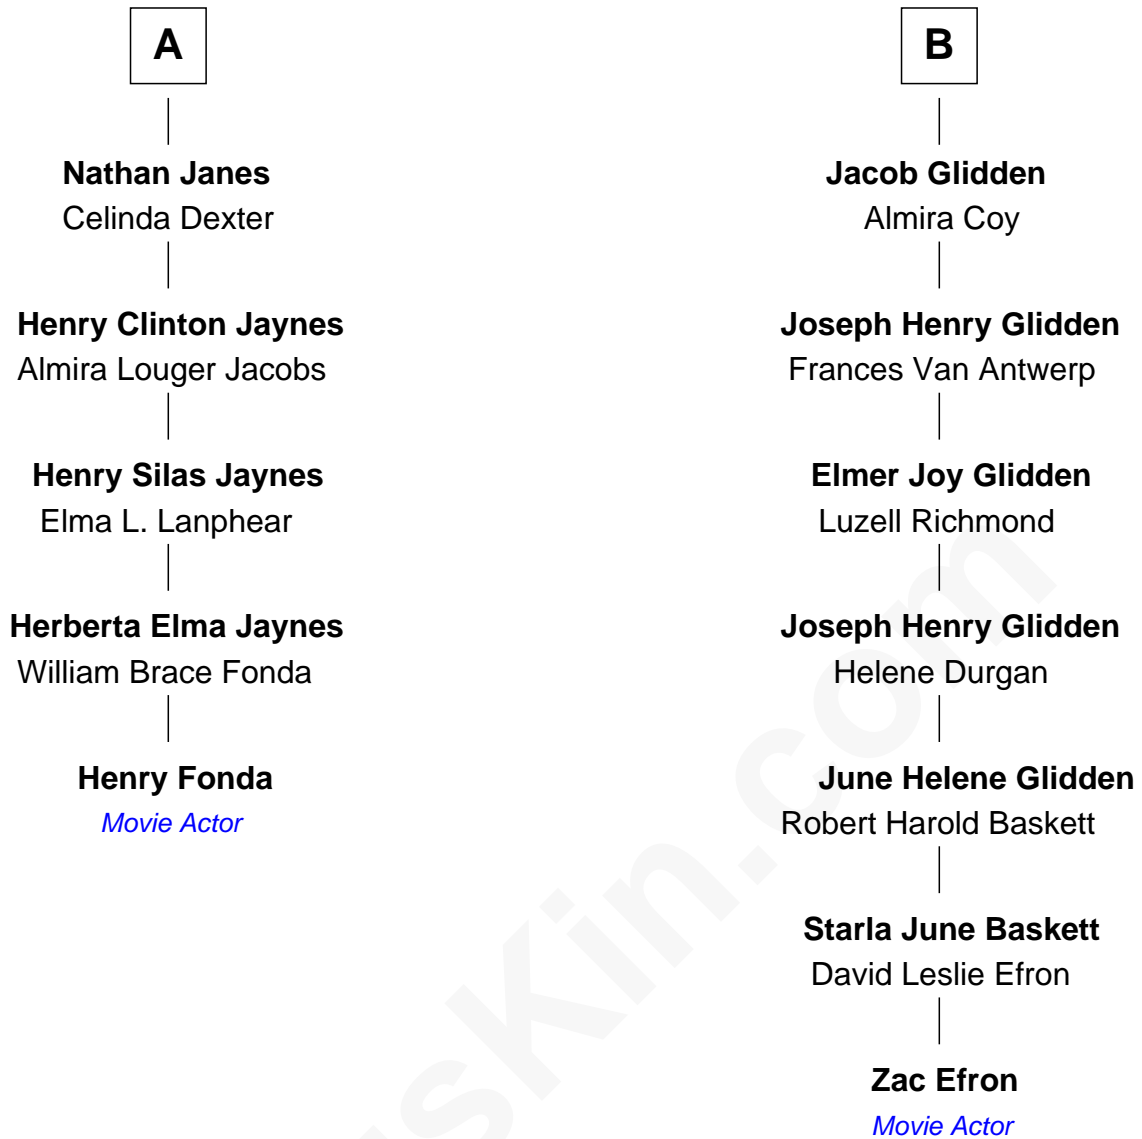 A
Nathan Janes
Celinda Dexter
Henry Clinton Jaynes
Almira Louger Jacobs
Henry Silas Jaynes
Elma L. Lanphear
Herberta Elma Jaynes
William Brace Fonda
Henry Fonda
Movie Actor
B
Jacob Glidden
Almira Coy
Joseph Henry Glidden
Frances Van Antwerp
Elmer Joy Glidden
Luzell Richmond
Joseph Henry Glidden
Helene Durgan
June Helene Glidden
Robert Harold Baskett
Starla June Baskett
David Leslie Efron
Zac Efron
Movie Actor
sKin.com